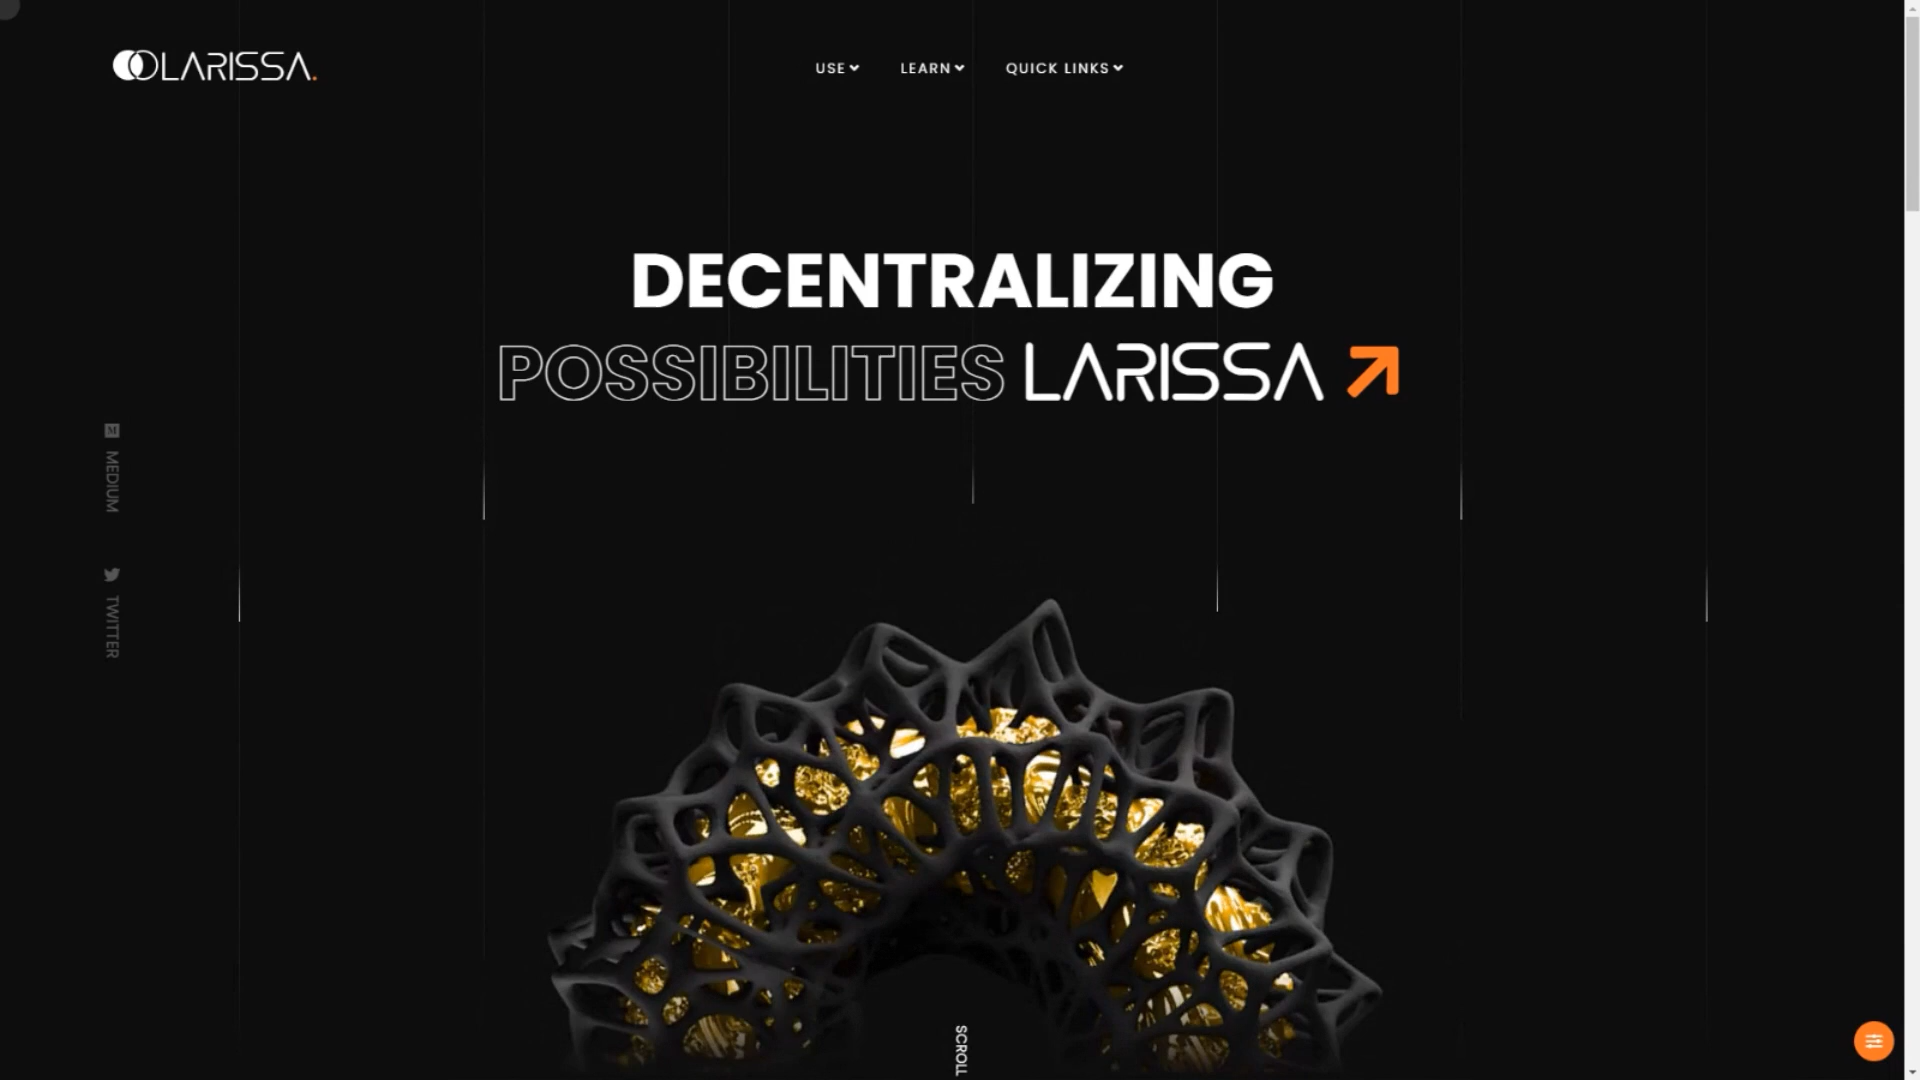 LARISSA.
USE
LEARN
QUICK LINKS
DECENTRALIZING
POSSIBILITIES LARISSA
MEDIUM
TWITTER
SCROLL